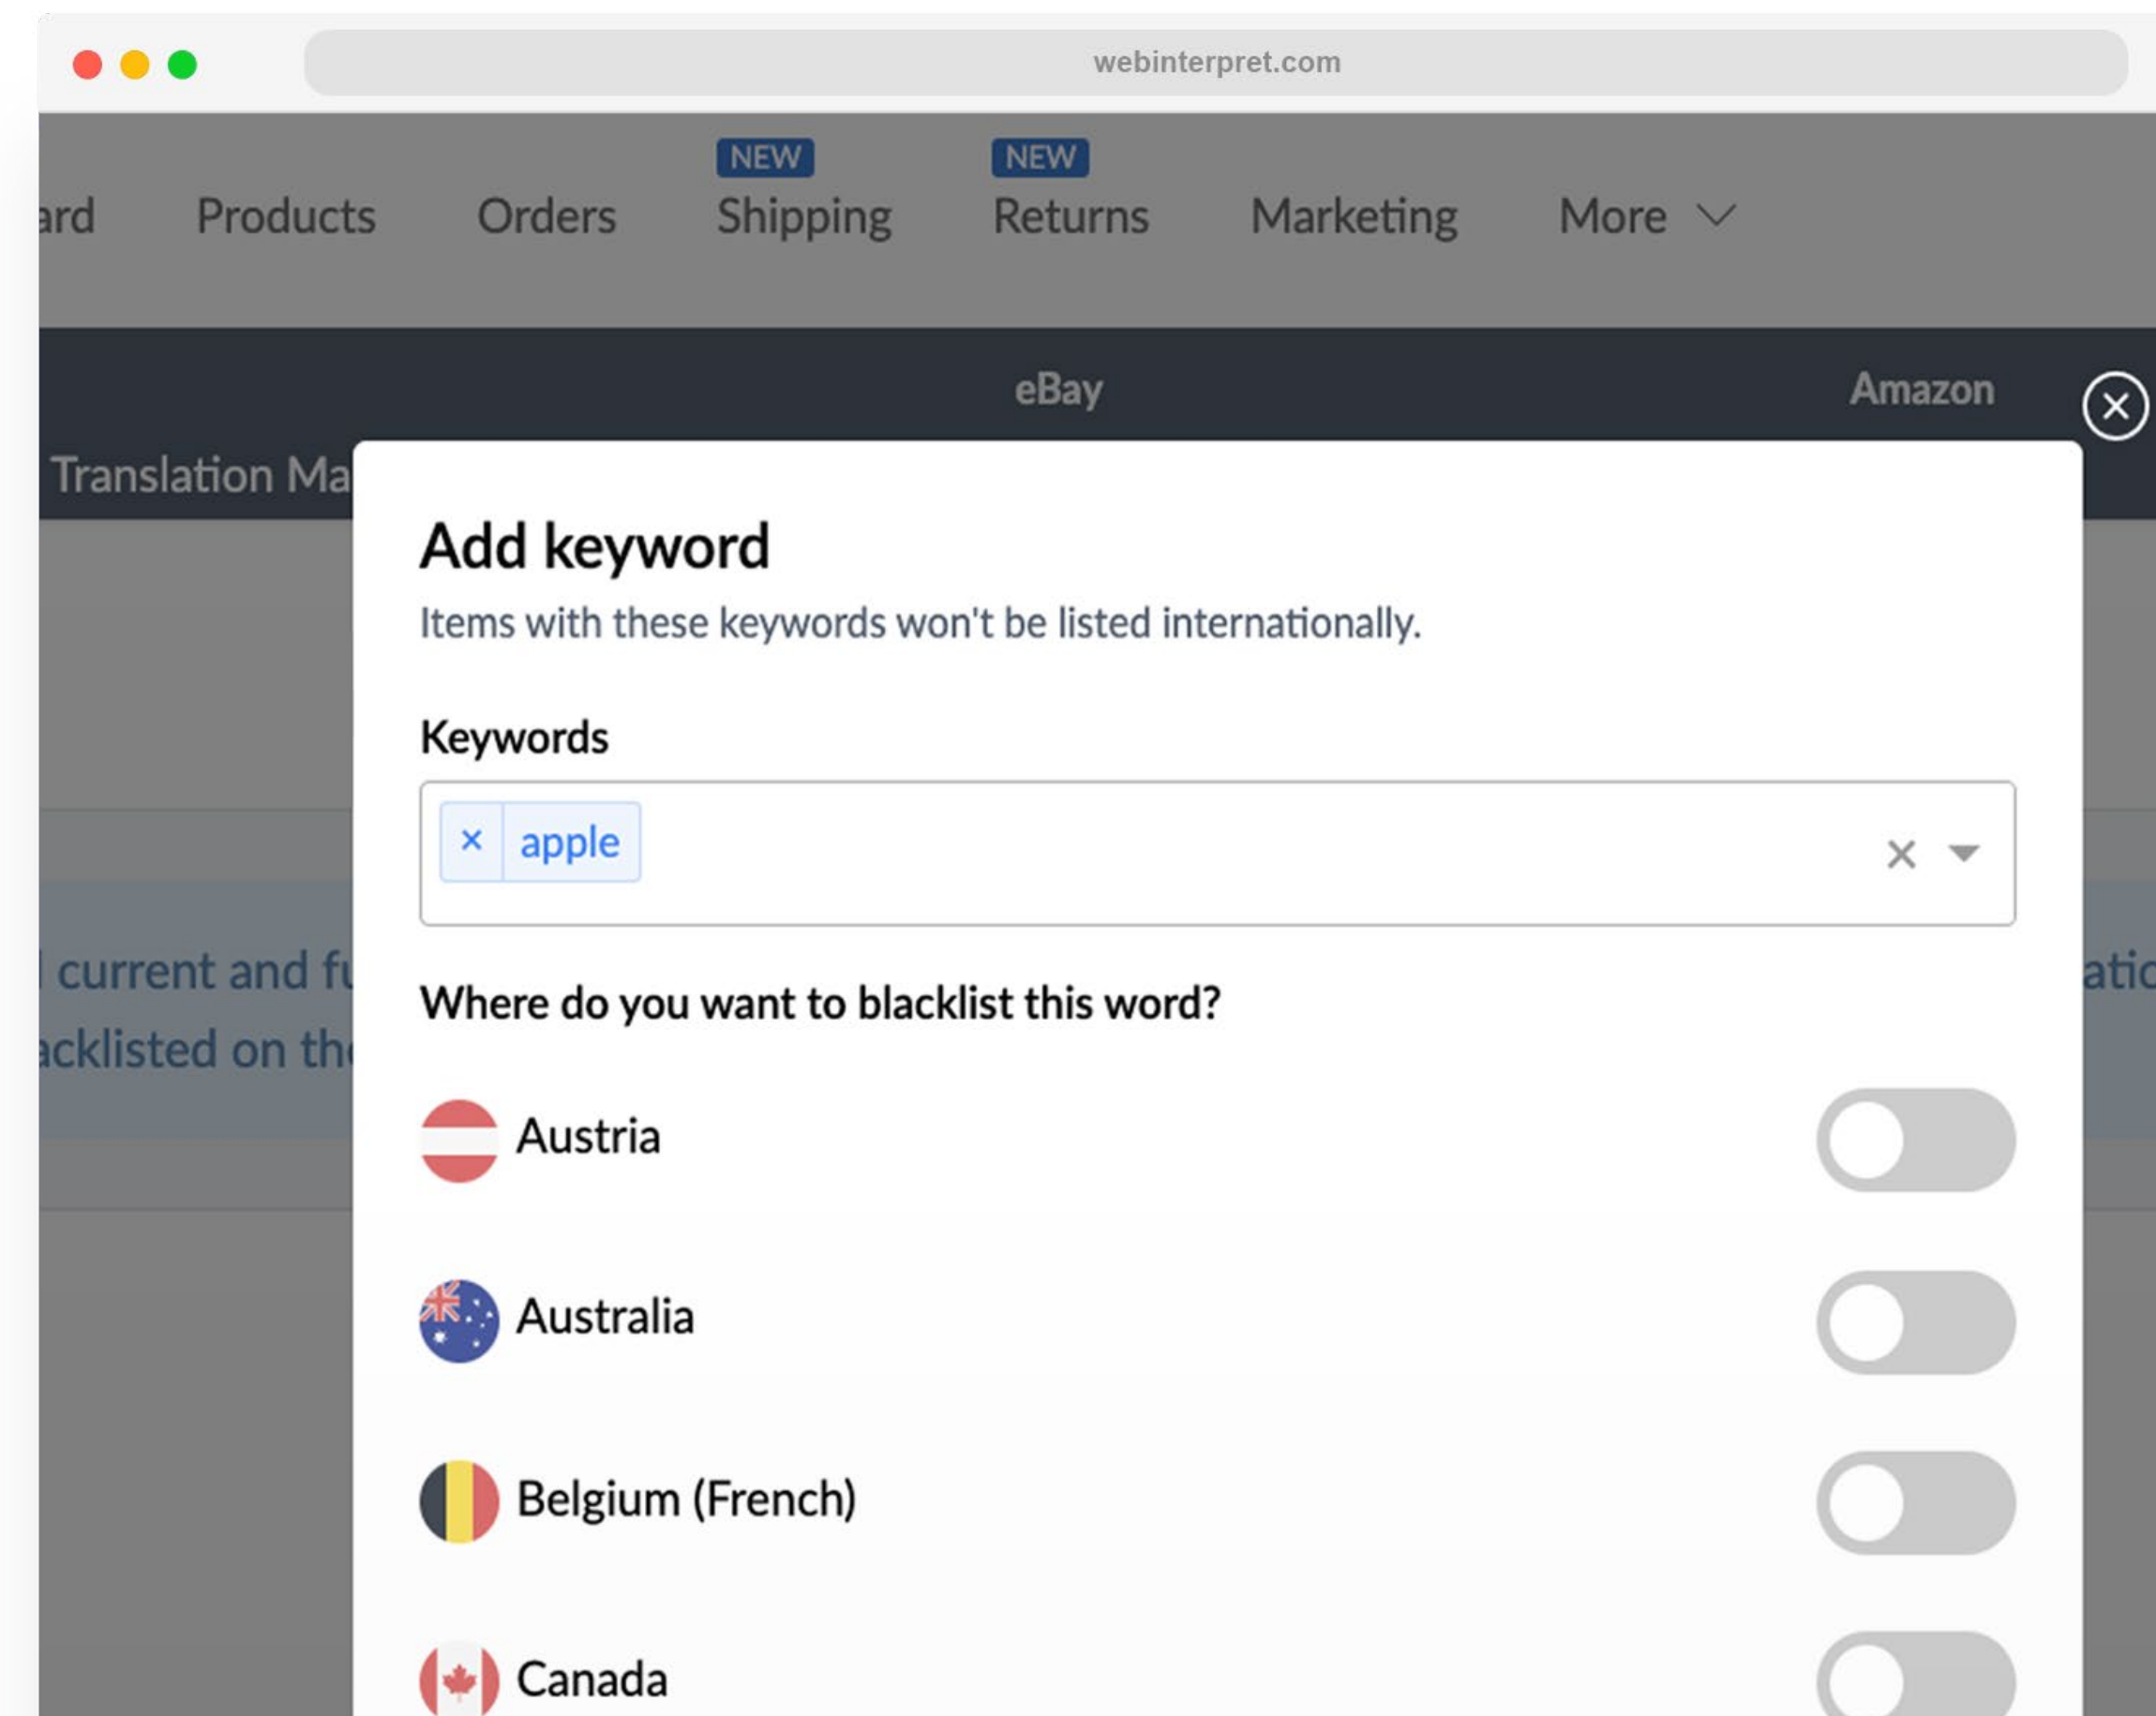 webinterpret.com
NEW NEW
ard Products Orders Shipping Returns Marketing More
eBay Amazon
Translation Ma
Add keyword
Items with these keywords won't be listed internationally.
Keywords
apple
current and fu
atic
Where do you want to blacklist this word?
acklisted on the
Austria
Australia
Belgium (French)
Canada